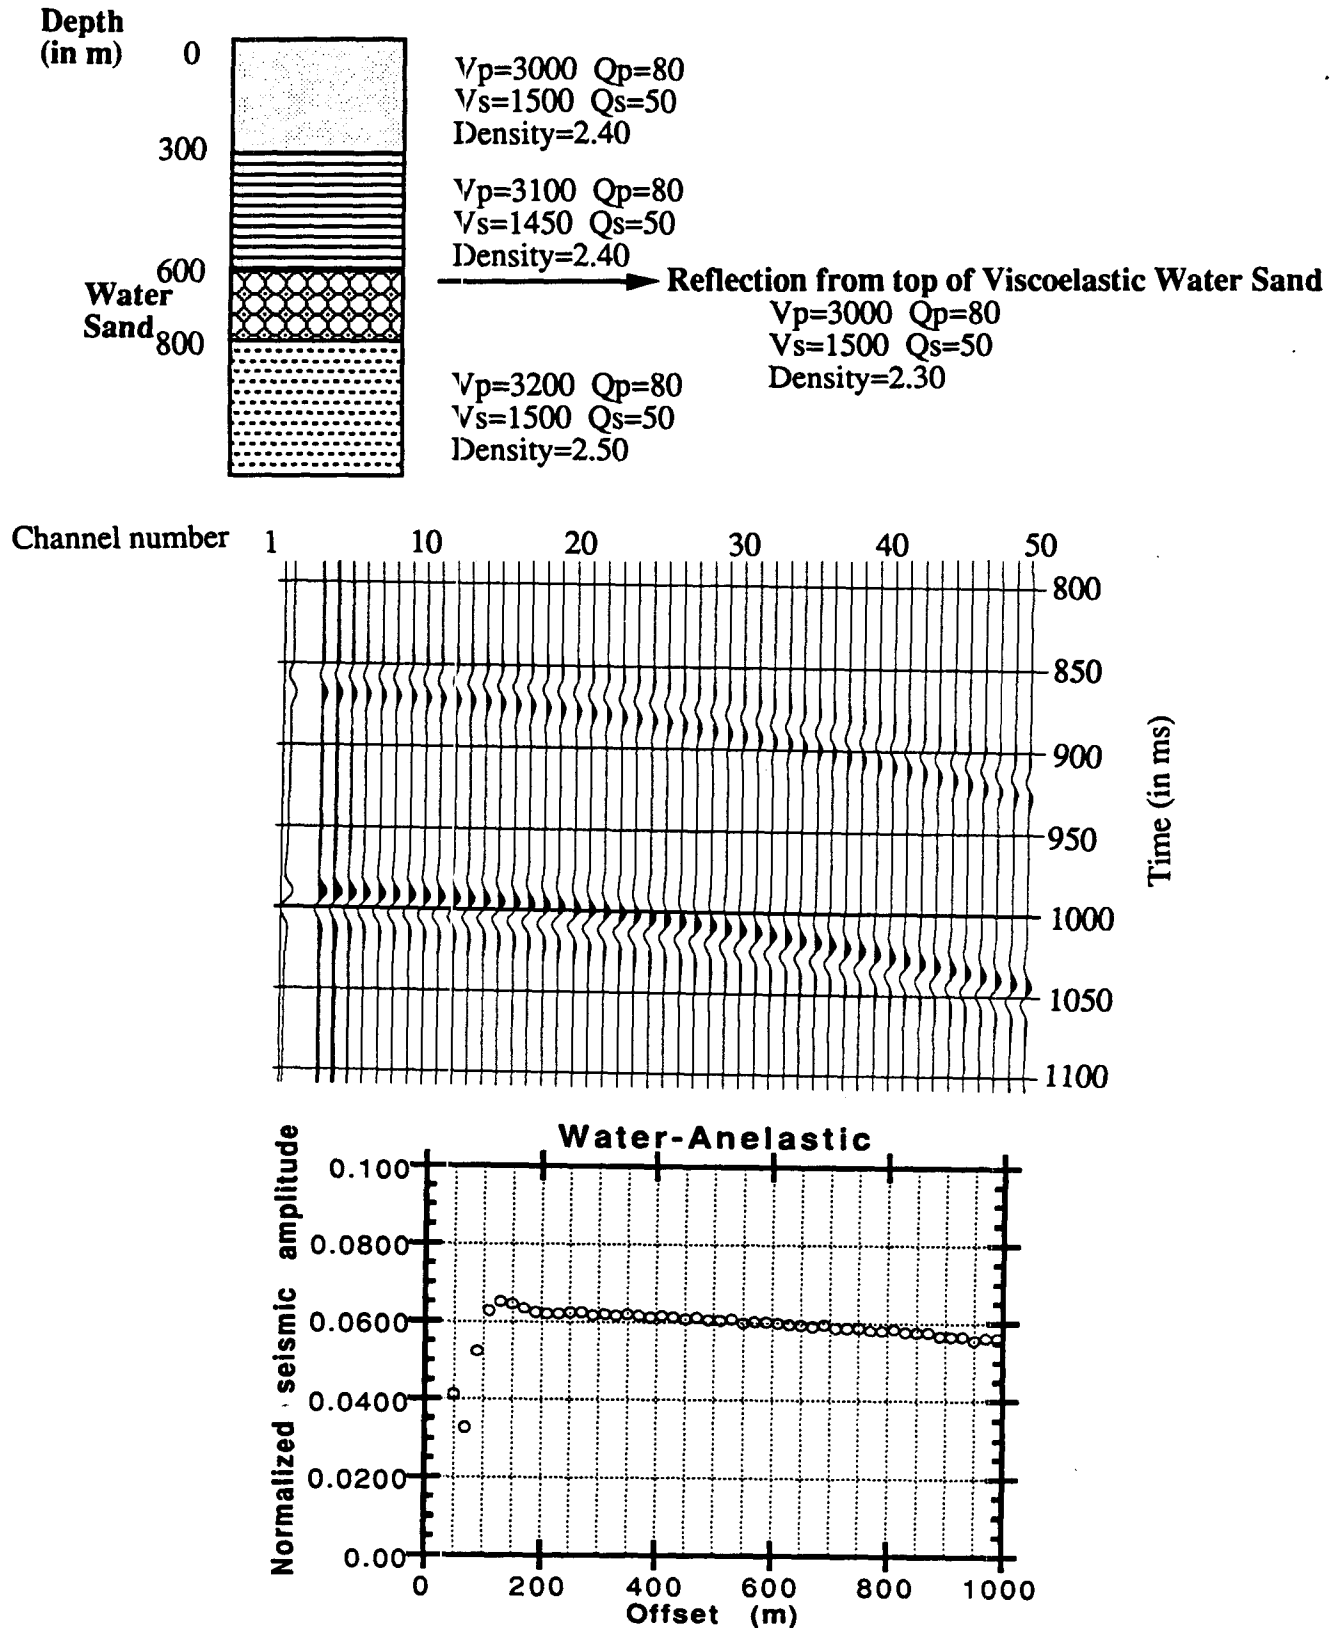 Depth
(in m)
0
Vp=3000 Qp=80
Vs=1500 Qs=50
Density=2.40
300
Vp=3100 Qp=80
Vs=1450 Qs=50
Density=2.40
600
Reflection from top of Viscoelastic Water Sand
Water
Sand
800
Vp=3000 Qp=80
Vs=1500 Qs=50
Density=2.30
Vp=3200 Qp=80
Vs=1500 Qs=50
Density=2.50
Channel number 1 10 20 30 40 50
800
850
900
950
1000
1050
1100
Time (in ms)
Water-Anelastic
Normalized seismic amplitude
0.100
0.0800
0.0600
0.0400
0.0200
0.00
0 200 400 600 800 1000
Offset (m)